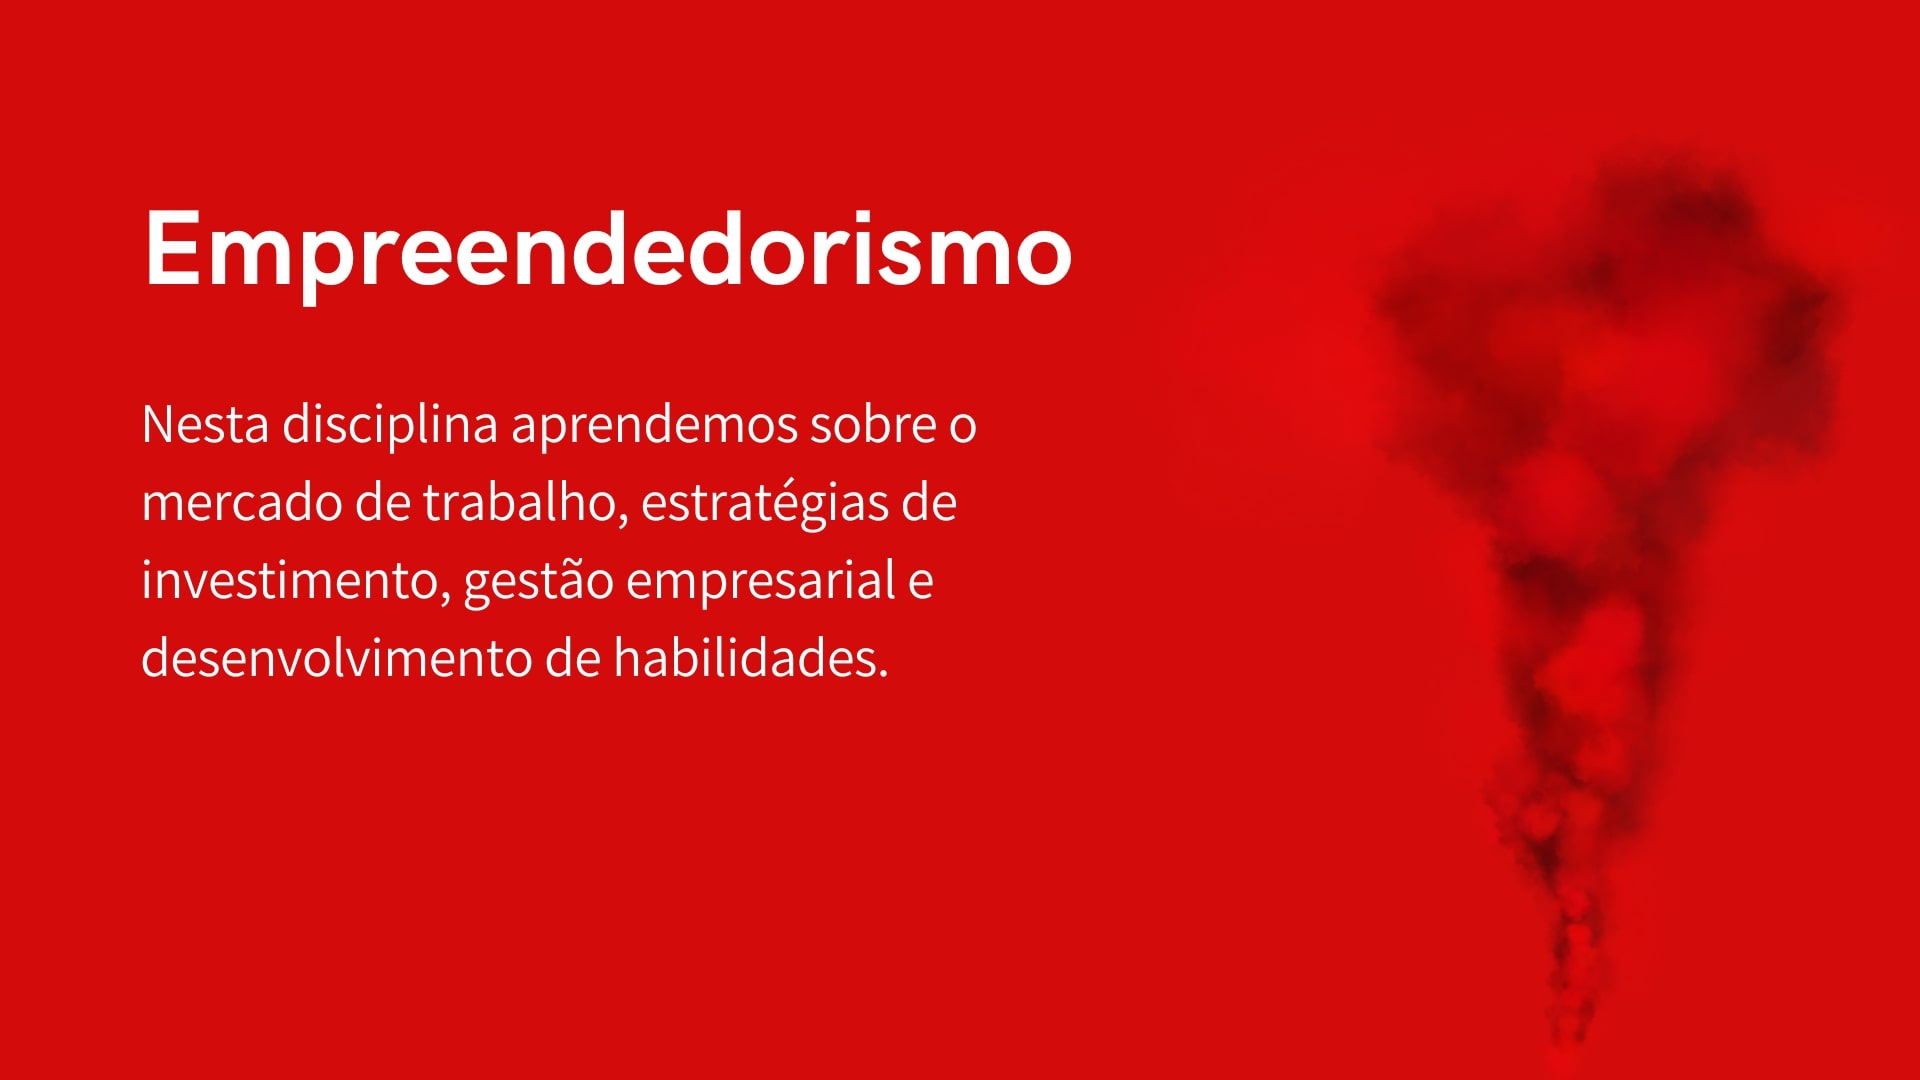 Empreendedorismo
Nesta disciplina aprendemos sobre o
mercado de trabalho, estratégias de
investimento, gestão empresarial e
desenvolvimento de habilidades.